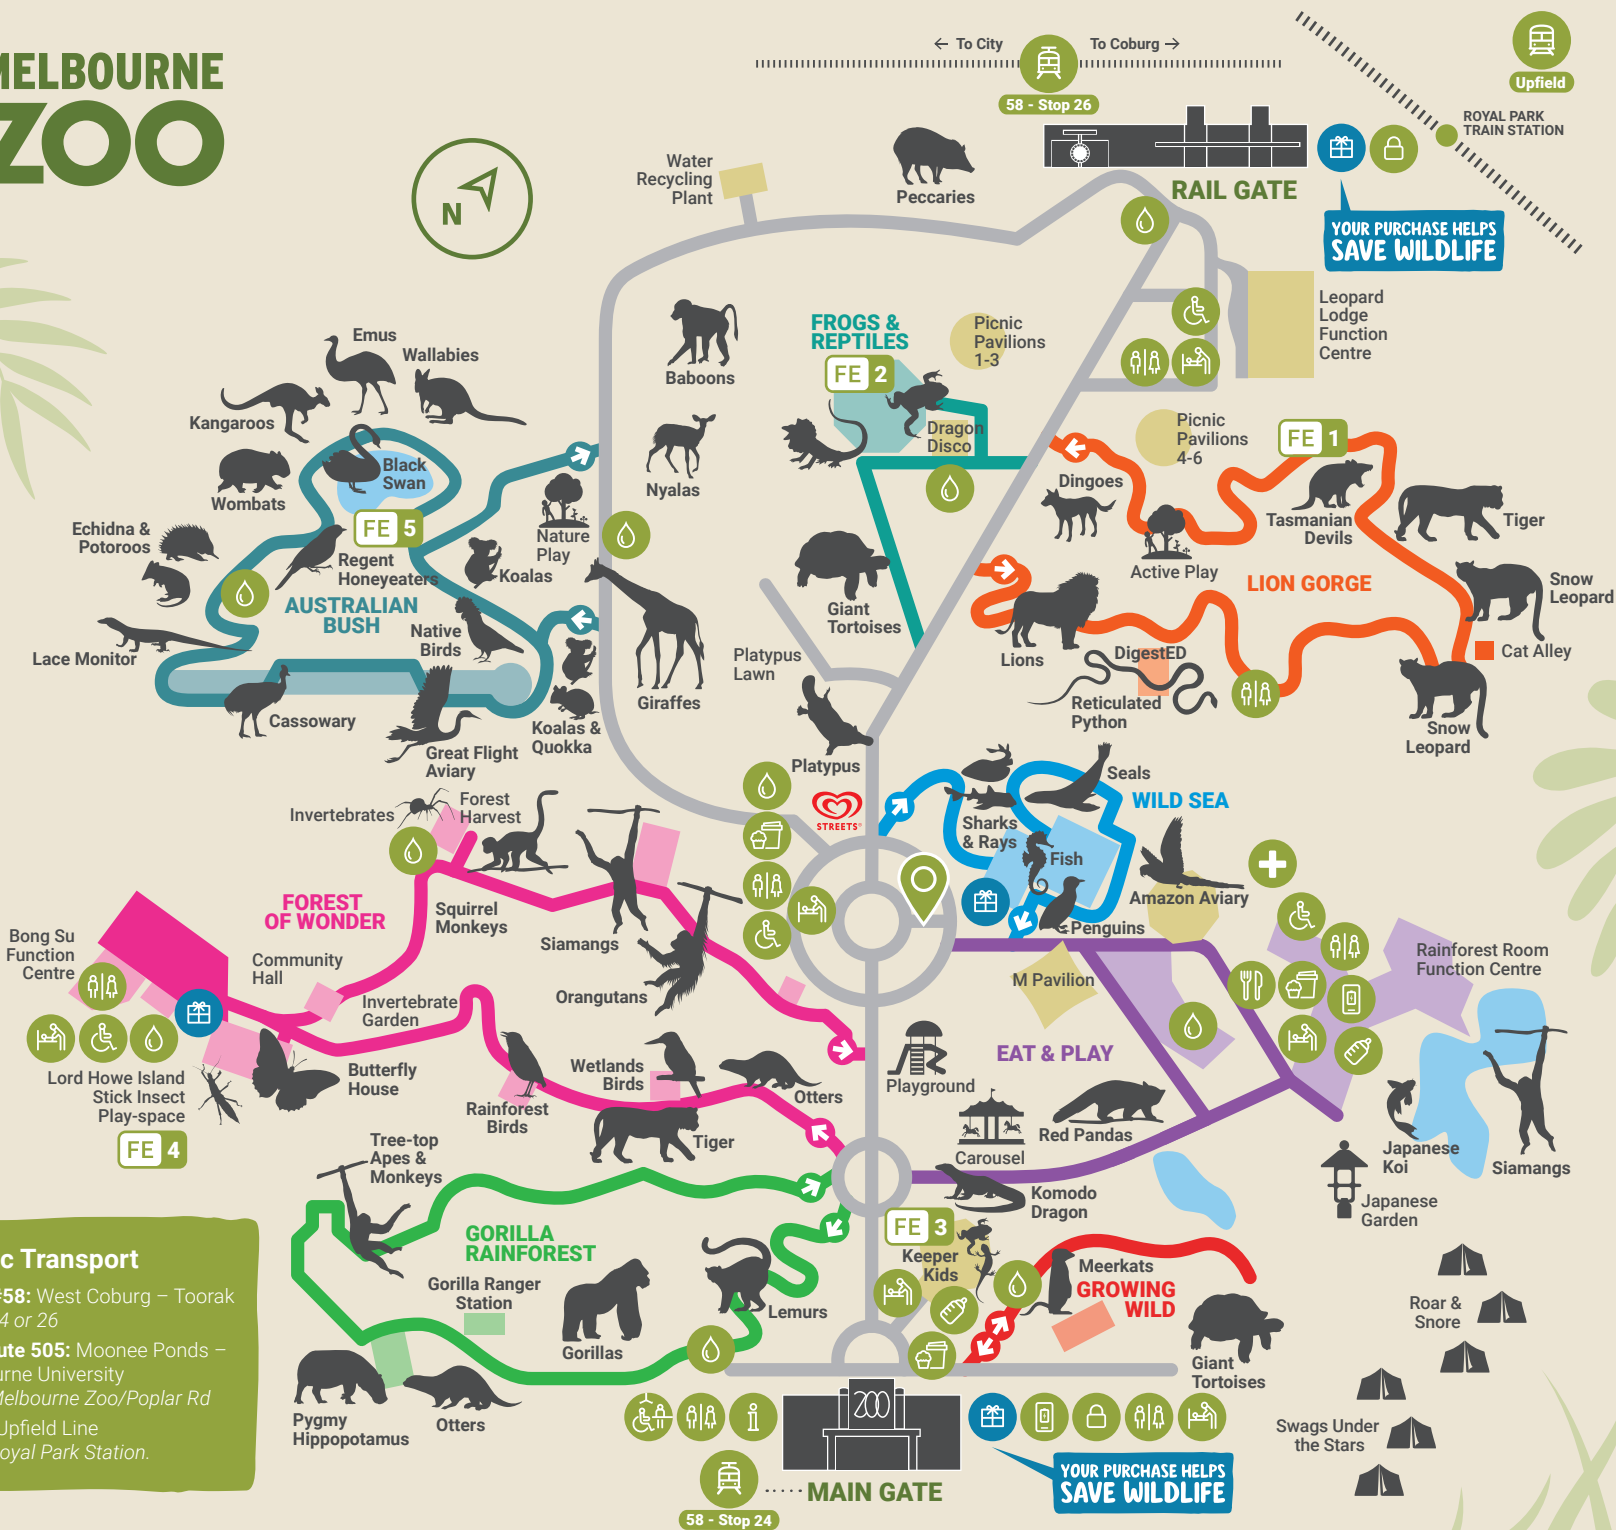 MELBOURNE
ZOO
N
← To City
To Coburg →
58 - Stop 26
Upfield
ROYAL PARK
TRAIN STATION
RAIL GATE
YOUR PURCHASE HELPS
SAVE WILDLIFE
Water
Recycling
Plant
Peccaries
Leopard
Lodge
Function
Centre
Baboons
FROGS &
REPTILES
FE 2
Picnic
Pavilions
1-3
Dragon
Disco
Picnic
Pavilions
4-6
FE 1
Emus
Wallabies
Kangaroos
Black
Swan
Wombats
Echidna &
Potoroos
FE 5
Regent
Honeyeaters
AUSTRALIAN
BUSH
Nature
Play
Koalas
Native
Birds
Lace Monitor
Cassowary
Great Flight
Aviary
Koalas &
Quokka
Nyalas
Giraffes
Giant
Tortoises
Platypus
Lawn
Platypus
Dingoes
Active Play
Tasmanian
Devils
Tiger
LION GORGE
Snow
Leopard
Cat Alley
Lions
DigestED
Reticulated
Python
Snow
Leopard
STREETS
Seals
WILD SEA
Sharks
& Rays
Fish
Penguins
Amazon Aviary
Invertebrates
Forest
Harvest
FOREST
OF WONDER
Squirrel
Monkeys
Siamangs
Orangutans
Bong Su
Function
Centre
Community
Hall
Invertebrate
Garden
Butterfly
House
Lord Howe Island
Stick Insect
Play-space
FE 4
Rainforest
Birds
Wetlands
Birds
Otters
Tiger
M Pavilion
Rainforest Room
Function Centre
EAT & PLAY
Playground
Carousel
Red Pandas
Japanese
Koi
Siamangs
Japanese
Garden
Komodo
Dragon
Tree-top
Apes &
Monkeys
GORILLA
RAINFOREST
Gorilla Ranger
Station
Gorillas
Lemurs
Pygmy
Hippopotamus
Otters
FE 3
Keeper
Kids
Meerkats
GROWING
WILD
Giant
Tortoises
Roar &
Snore
Swags Under
the Stars
c Transport
58: West Coburg – Toorak
4 or 26
ute 505: Moonee Ponds –
urne University
Melbourne Zoo/Poplar Rd
Upfield Line
oyal Park Station.
ZOO
MAIN GATE
58 - Stop 24
YOUR PURCHASE HELPS
SAVE WILDLIFE